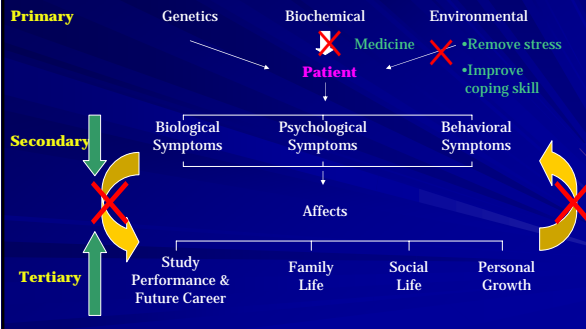 Primary
Genetics
Biochemical
Environmental
Medicine
•Remove stress
Patient
•Improve
coping skill
Secondary
Biological
Symptoms
Psychological
Symptoms
Behavioral
Symptoms
Affects
Tertiary
Study
Performance &
Future Career
Family
Life
Social
Life
Personal
Growth